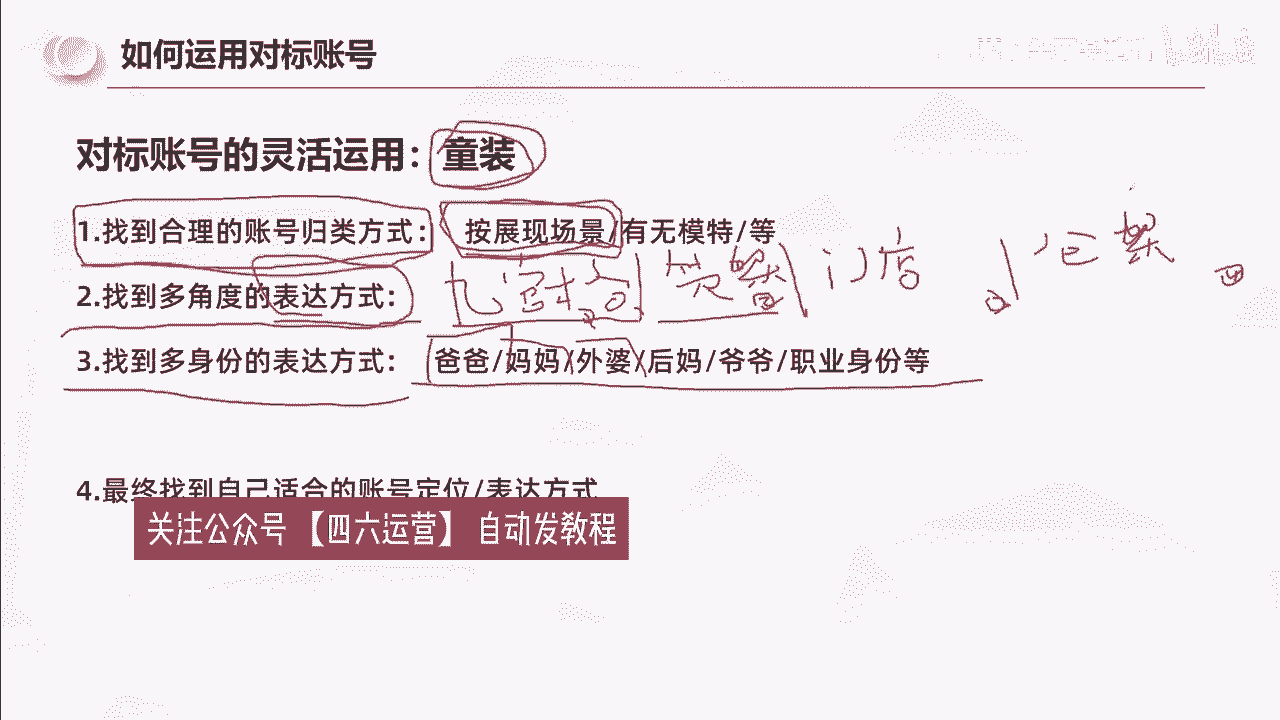 如何运用对标账号
对标账号的灵活运用：童装
1.找到合理的账号归类方式： 按展现场景/有无模特/等
2.找到多角度的表达方式： 九宫格 门店
3.找到多身份的表达方式： 爸爸/妈妈/外婆/后妈/爷爷/职业身份等
4.最终找到自己适合的账号定位/表达方式
关注公众号 【四六运营】 自动发教程